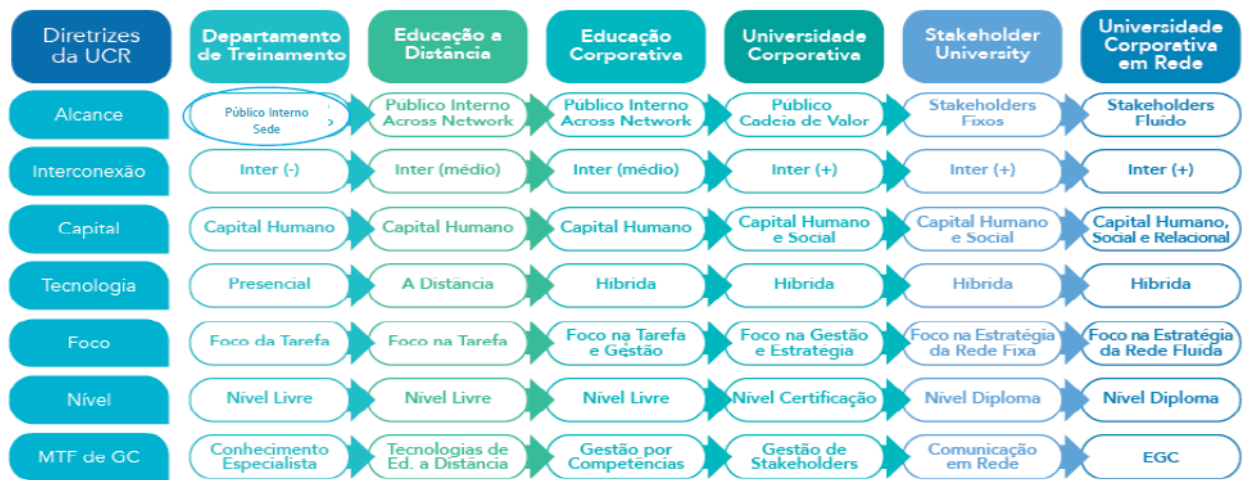 Diretrizes
da UCR
Departamento
de Treinamento
Educação a
Distância
Educação
Corporativa
Universidade
Corporativa
Stakeholder
University
Universidade
Corporativa
em Rede
Alcance
Público Interno
Sede
Público Interno
Across Network
Público Interno
Across Network
Público
Cadeia de Valor
Stakeholders
Fixos
Stakeholders
Fluído
Interconexão
Inter (-)
Inter (médio)
Inter (médio)
Inter (+)
Inter (+)
Inter (+)
Capital
Capital Humano
Capital Humano
Capital Humano
Capital Humano
e Social
Capital Humano
e Social
Capital Humano,
Social e Relacional
Tecnologia
Presencial
A Distância
Híbrida
Híbrida
Híbrida
Híbrida
Foco
Foco da Tarefa
Foco na Tarefa
Foco na Tarefa
e Gestão
Foco na Gestão
e Estratégia
Foco na Estratégia
da Rede Fixa
Foco na Estratégia
da Rede Fluída
Nível
Nível Livre
Nível Livre
Nível Livre
Nível Certificação
Nível Diploma
Nível Diploma
MTF de GC
Conhecimento
Especialista
Tecnologias de
Ed. a Distância
Gestão por
Competências
Gestão de
Stakeholders
Comunicação
em Rede
EGC